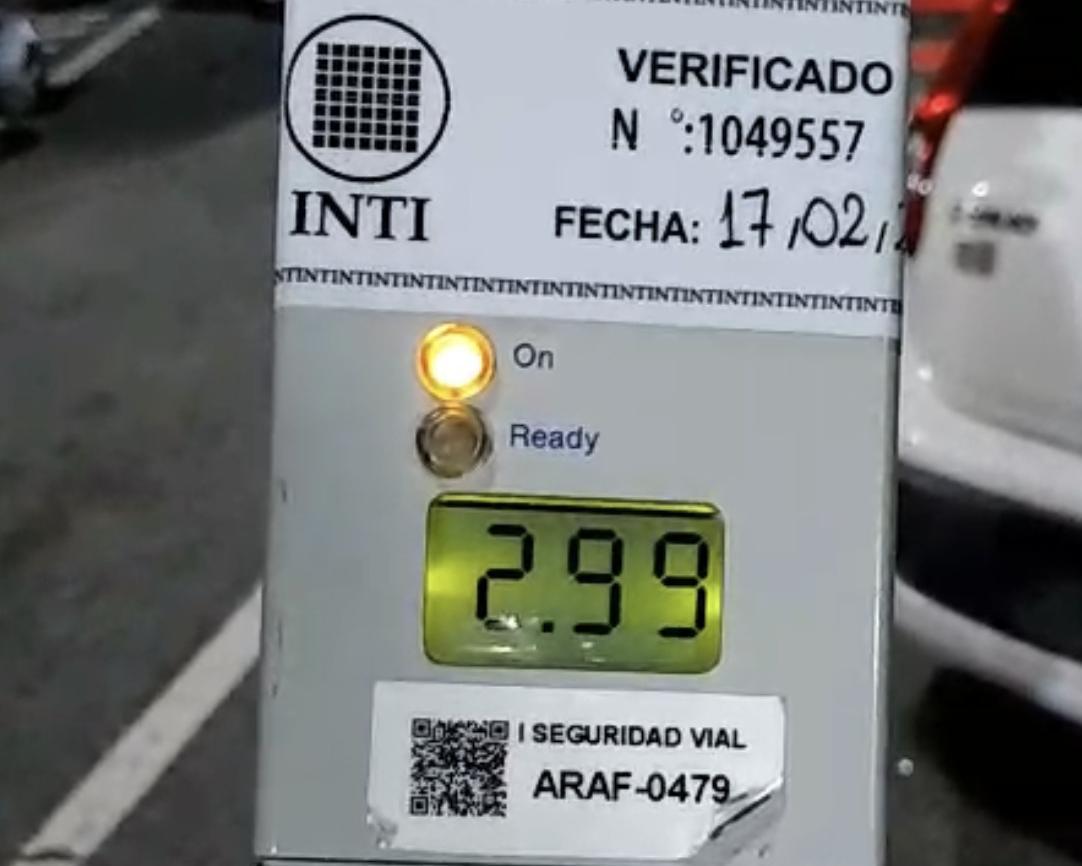 VERIFICADO
N °:1049557
INTI
FECHA: 17/02/
On
Ready
2.99
I SEGURIDAD VIAL
ARAF-0479